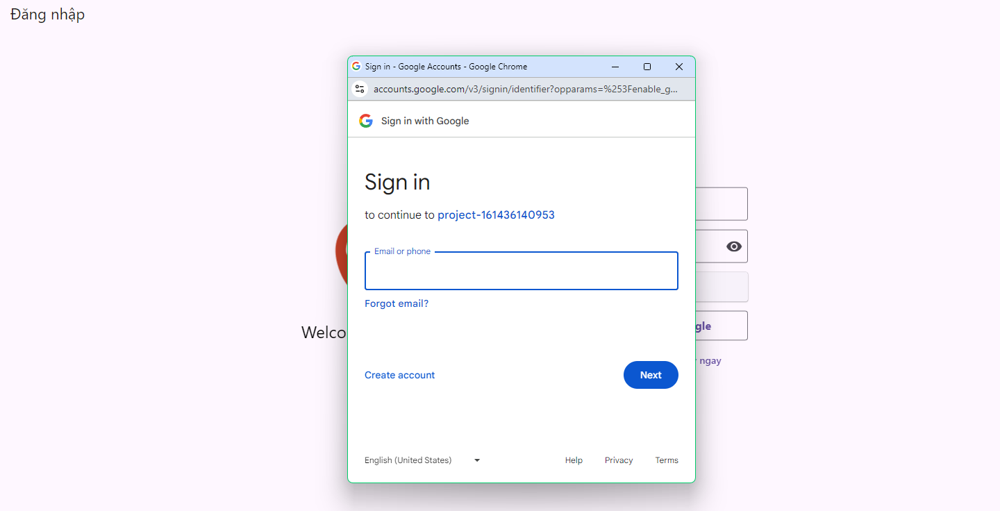 Đăng nhập
Sign in - Google Accounts - Google Chrome
accounts.google.com/v3/signin/identifier?opparams=%253Fenable_g...
Sign in with Google
Sign in
to continue to project-161436140953
Email or phone
Forgot email?
Welco
gle
ngay
Create account
Next
English (United States)
Help Privacy Terms